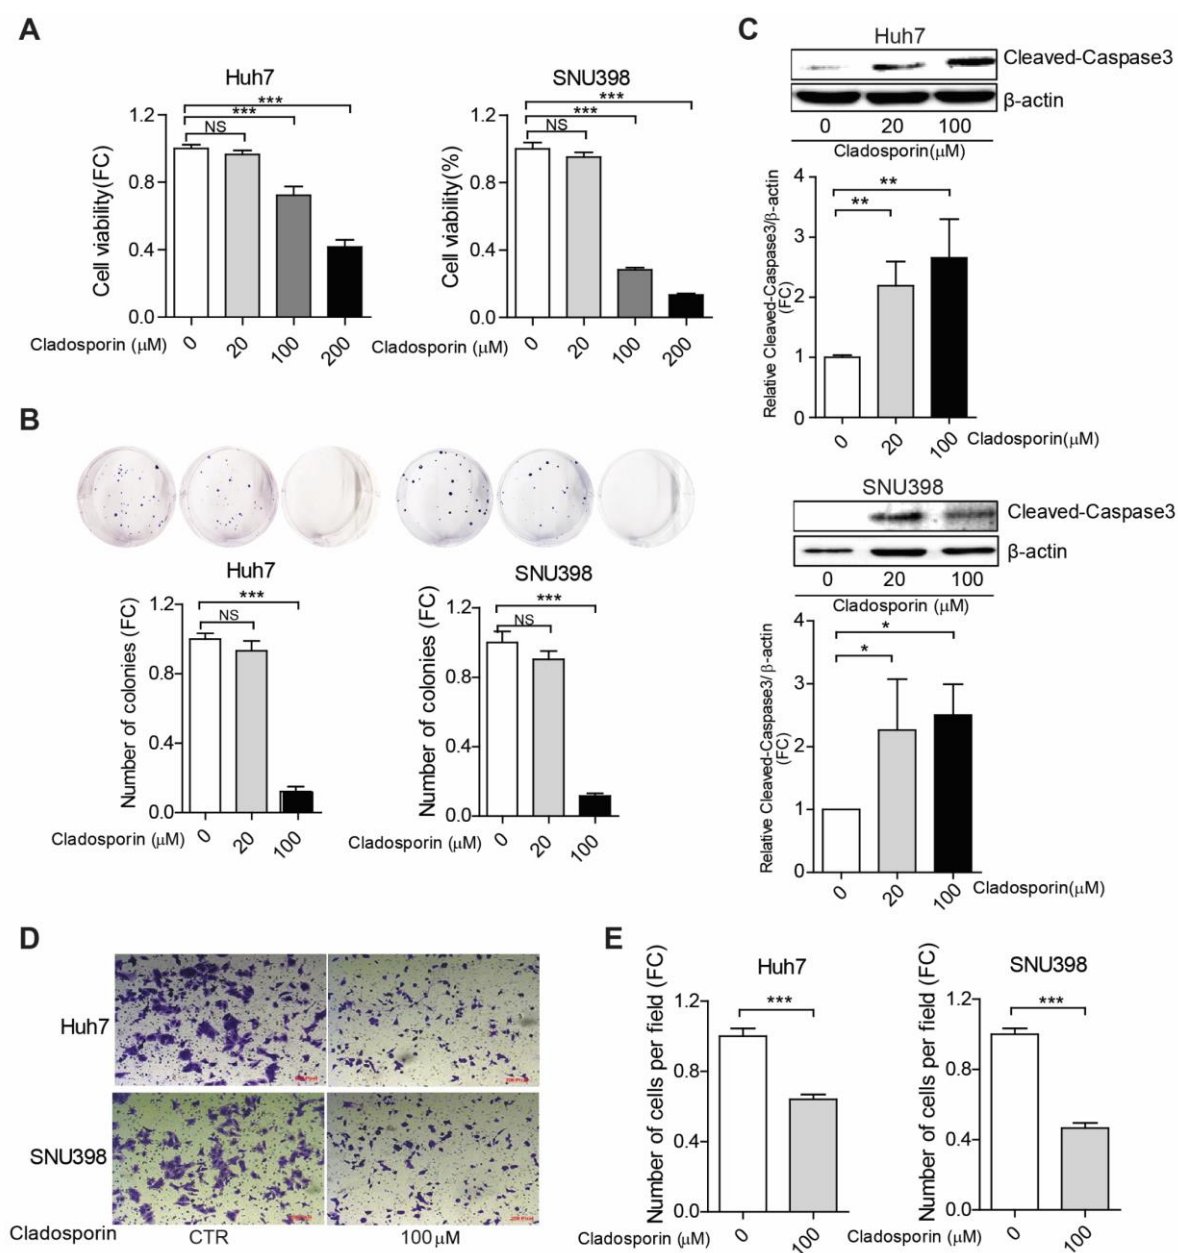 A
Huh7
Cell viability(FC)
1.2
0.8
0.4
0.0
***
***
NS
Cladosporin (μM)
0
20
100
200
SNU398
Cell viability(%)
1.2
0.8
0.4
0.0
***
***
NS
Cladosporin (μM)
0
20
100
200
B
Huh7
Number of colonies (FC)
1.2
0.8
0.4
0.0
***
NS
Cladosporin (μM)
0
20
100
SNU398
Number of colonies (FC)
1.2
0.8
0.4
0.0
***
NS
Cladosporin (μM)
0
20
100
C
Huh7
Cleaved-Caspase3
β-actin
0 20 100
Cladosporin(μM)
Relative Cleaved-Caspase3/β-actin
(FC)
4
3
2
1
0
**
**
0
20
100
Cladosporin(μM)
SNU398
Cleaved-Caspase3
β-actin
0 20 100
Cladosporin (μM)
Relative Cleaved-Caspase3/ β-actin
(FC)
4
3
2
1
0
*
*
0
20
100
Cladosporin(μM)
D
Huh7
SNU398
Cladosporin
CTR
100 μM
E
Huh7
Number of cells per field (FC)
1.2
0.8
0.4
0.0
***
Cladosporin (μM)
0
100
SNU398
Number of cells per field (FC)
1.2
0.8
0.4
0.0
***
Cladosporin (μM)
0
100